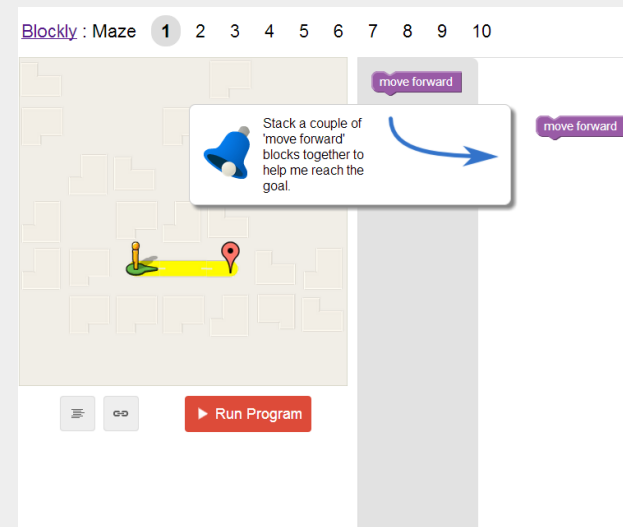 Blockly : Maze 1 2 3 4 5 6 7 8 9 10
move forward
Stack a couple of
'move forward'
blocks together to
help me reach the
goal.
move forward
Run Program